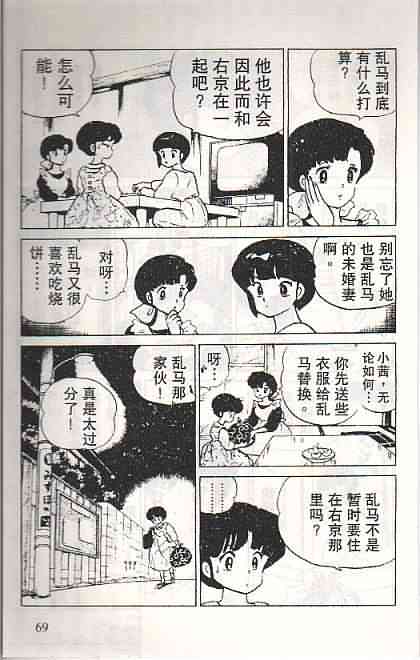 乱马到底
有什么打
算?
他也许会
因此而和
右京在一
起吧?
怎么可
能!
别忘了她
也是乱马
的未婚妻
啊。
对呀…
乱马又很
喜欢吃烧
饼……
小茜,无
论如何…
你先送些
衣服给乱
马替换。
呀…
乱马不是
暂时要住
在右京那
里吗?
……
乱马那
家伙!
真是太过
分了!
69